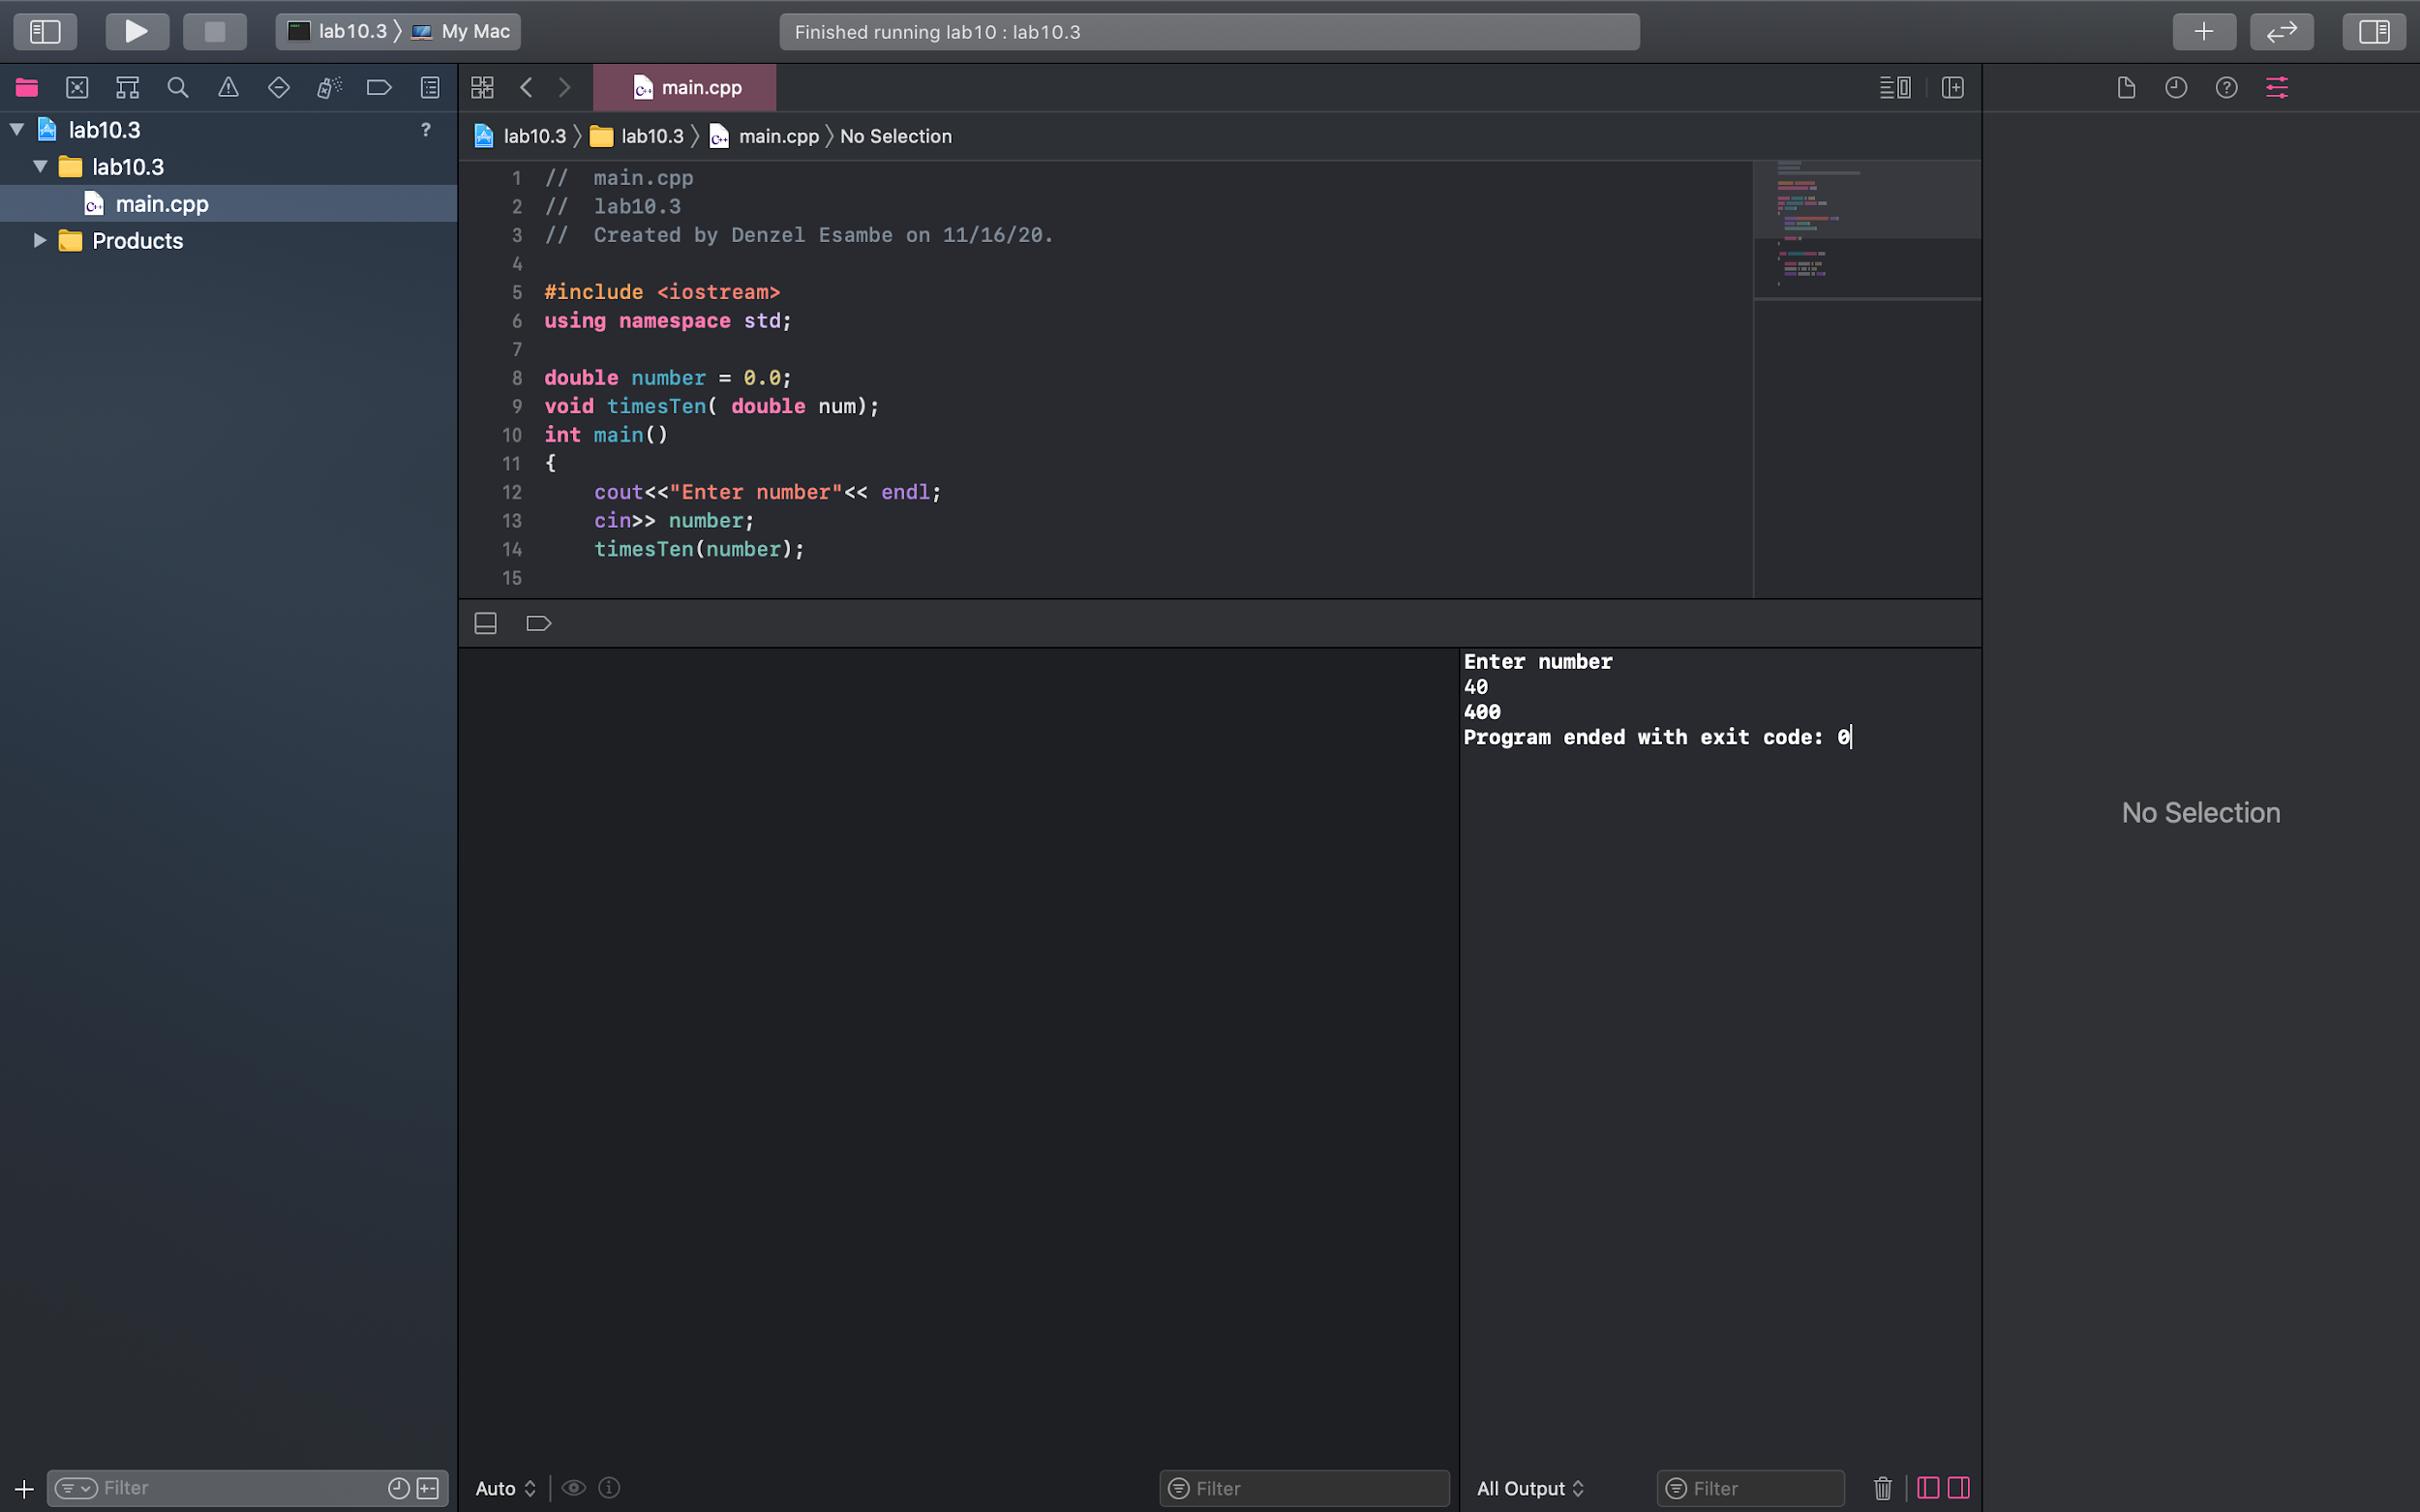 lab10.3 〉 My Mac
Finished running lab10 : lab10.3
main.cpp
lab10.3
?
lab10.3
main.cpp
Products
lab10.3 〉 lab10.3 〉 main.cpp 〉 No Selection
1 //  main.cpp
2 //  lab10.3
3 //  Created by Denzel Esambe on 11/16/20.
4
5 #include <iostream>
6 using namespace std;
7
8 double number = 0.0;
9 void timesTen( double num);
10 int main()
11 {
12     cout<<"Enter number"<< endl;
13     cin>> number;
14     timesTen(number);
15
Enter number
40
400
Program ended with exit code: 0
No Selection
Filter
Auto
Filter
All Output
Filter